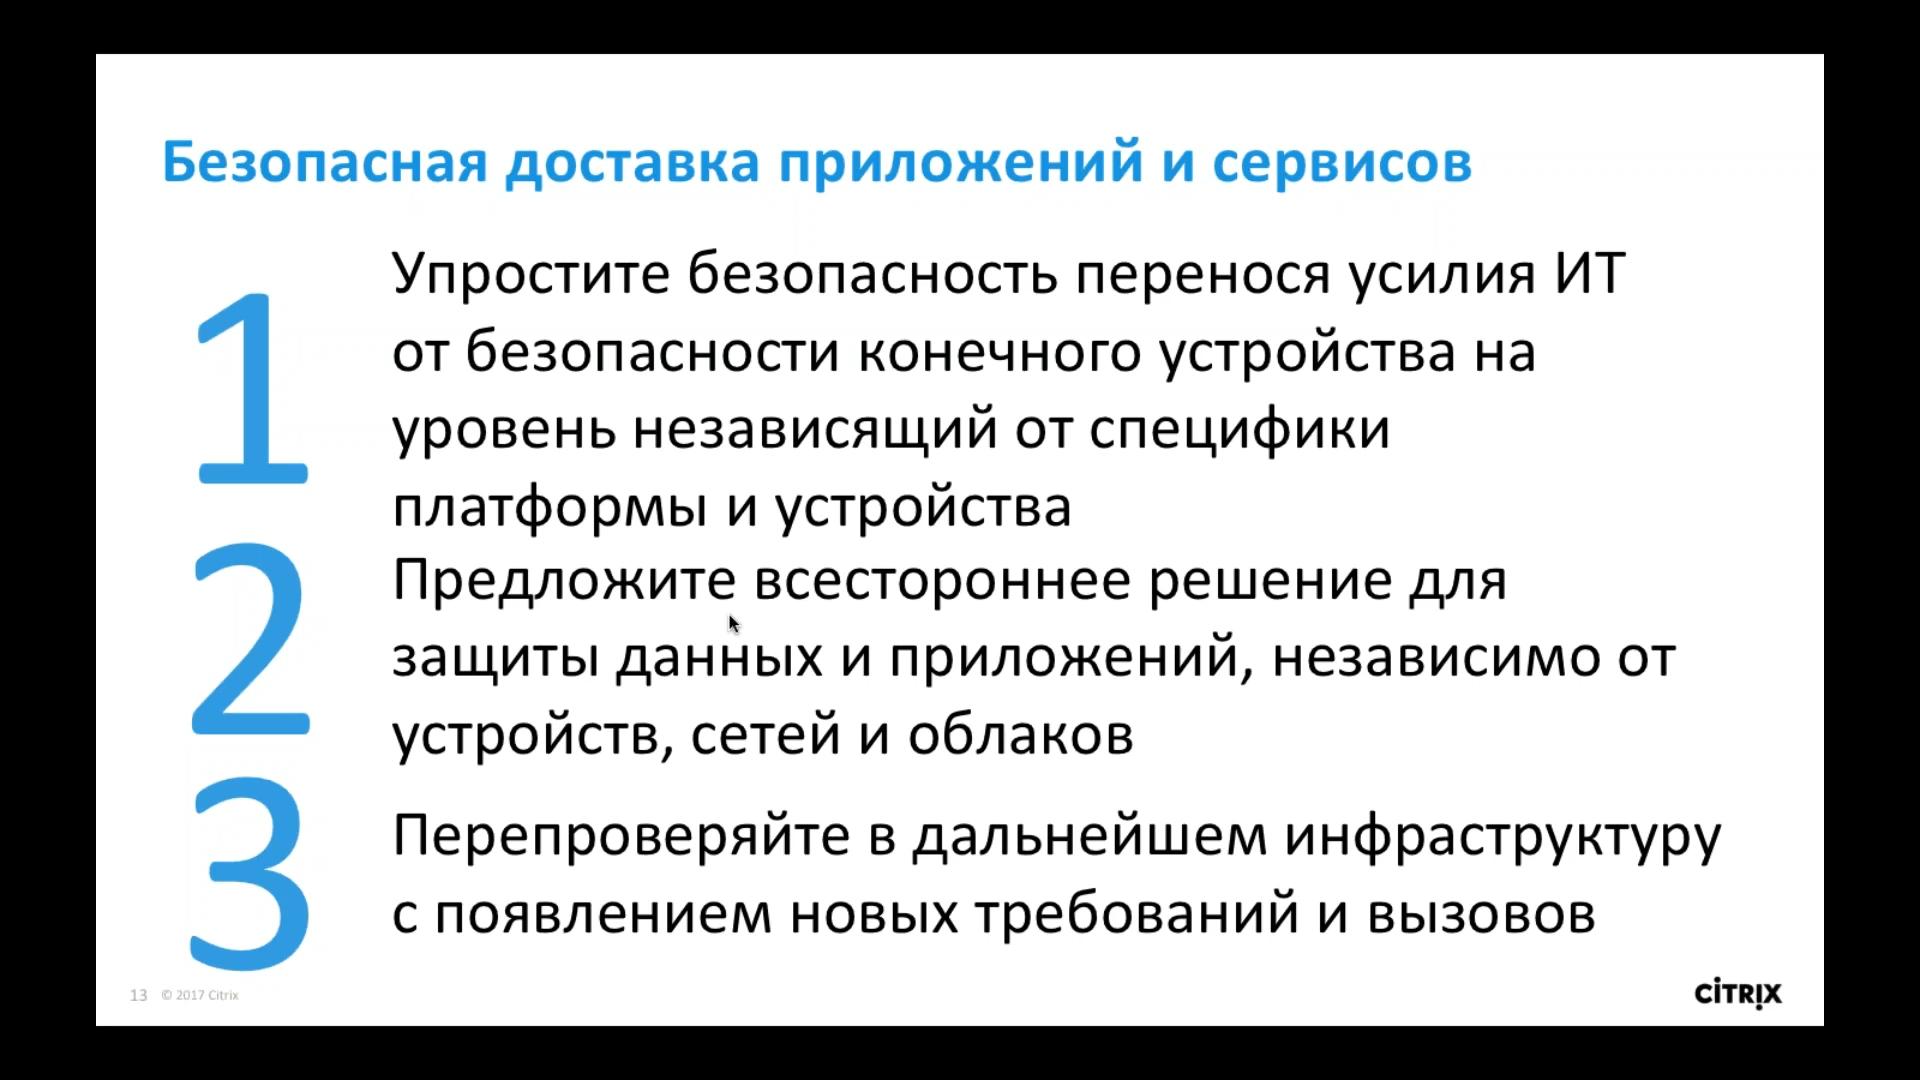 Безопасная доставка приложений и сервисов
1
Упростите безопасность перенося усилия ИТ
от безопасности конечного устройства на
уровень независящий от специфики
платформы и устройства
2
Предложите всестороннее решение для
защиты данных и приложений, независимо от
устройств, сетей и облаков
3
Перепроверяйте в дальнейшем инфраструктуру
с появлением новых требований и вызовов
13 © 2017 Citrix
CITRIX